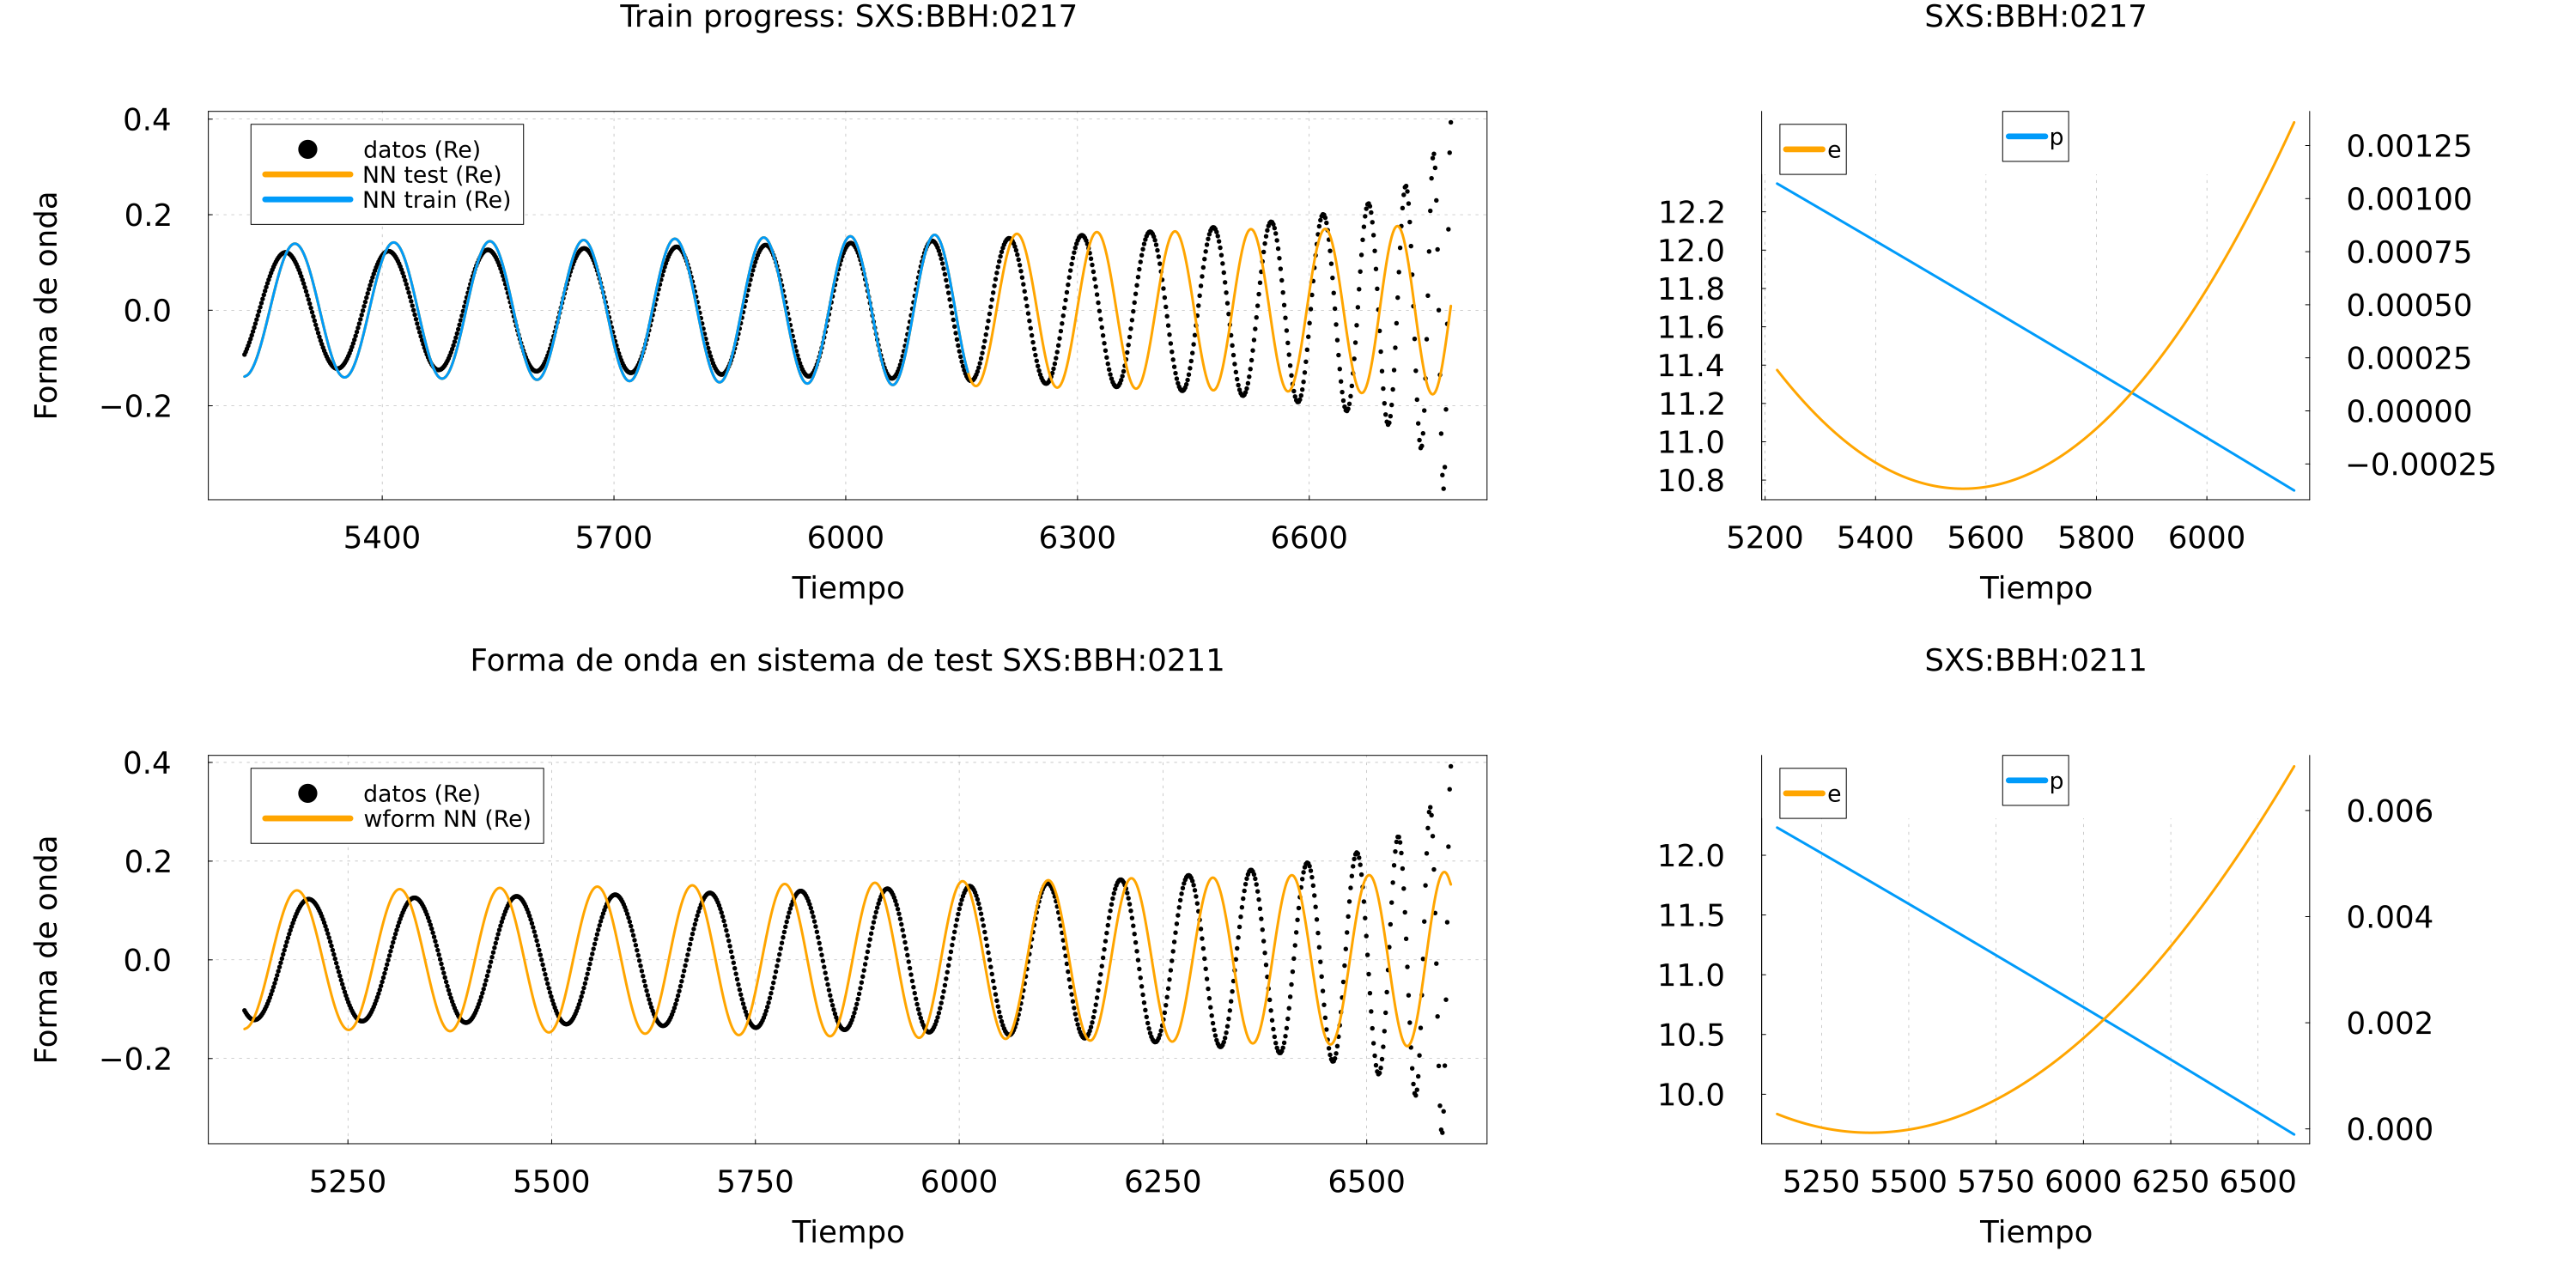 Train progress: SXS:BBH:0217
Forma de onda
0.4
0.2
0.0
−0.2
datos (Re)
NN test (Re)
NN train (Re)
5400 5700 6000 6300 6600
Tiempo
SXS:BBH:0217
e
p
12.2
12.0
11.8
11.6
11.4
11.2
11.0
10.8
0.00125
0.00100
0.00075
0.00050
0.00025
0.00000
−0.00025
5200 5400 5600 5800 6000
Tiempo
Forma de onda en sistema de test SXS:BBH:0211
Forma de onda
0.4
0.2
0.0
−0.2
datos (Re)
wform NN (Re)
5250 5500 5750 6000 6250 6500
Tiempo
SXS:BBH:0211
e
p
12.0
11.5
11.0
10.5
10.0
0.006
0.004
0.002
0.000
5250 5500 5750 6000 6250 6500
Tiempo